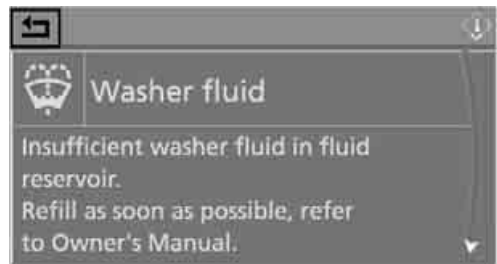 Washer fluid
Insufficient washer fluid in fluid
reservoir.
Refill as soon as possible, refer
to Owner's Manual.